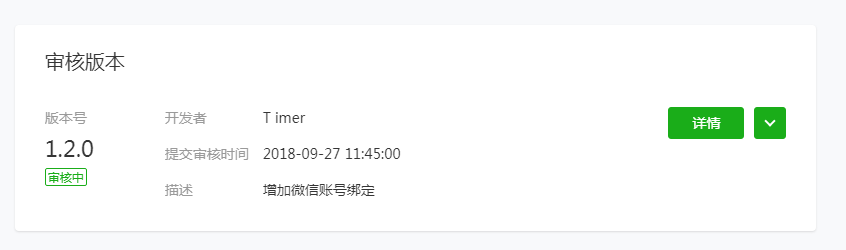 审核版本
版本号
1.2.0
审核中
开发者 T imer
提交审核时间 2018-09-27 11:45:00
描述 增加微信账号绑定
详情